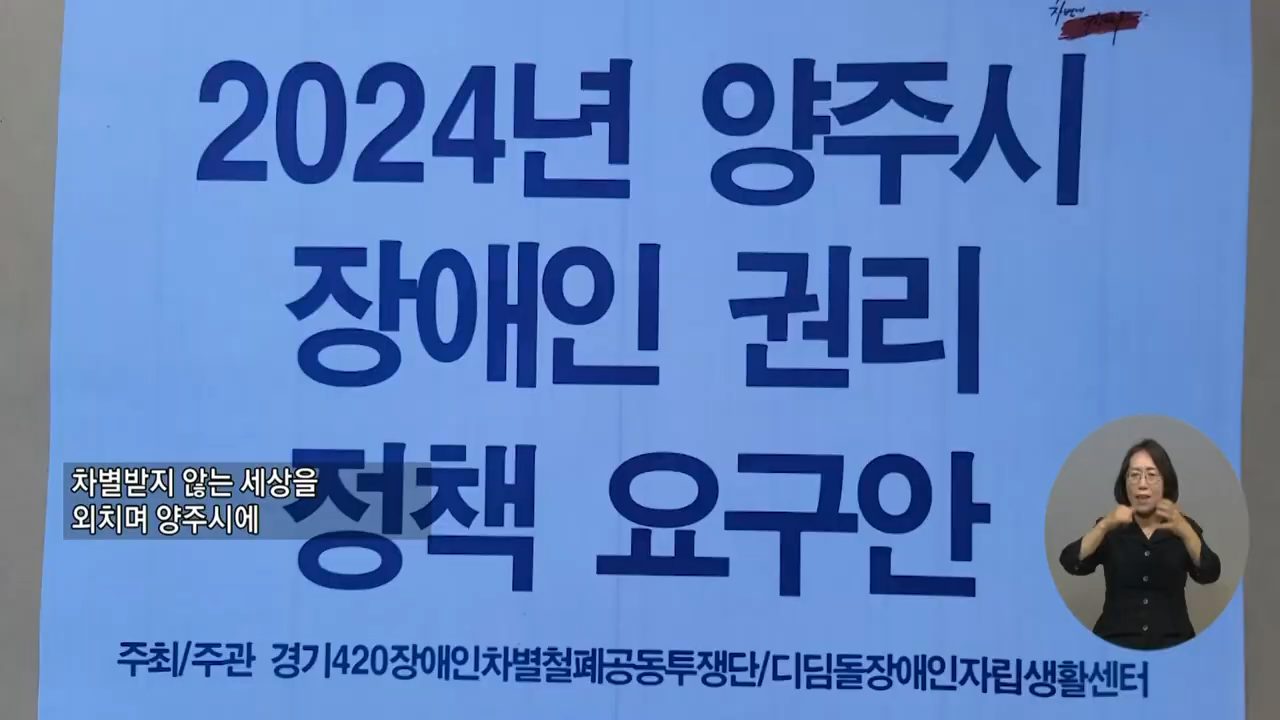 2024년 양주시
장애인 권리
정책 요구안
차별받지 않는 세상을
외치며 양주시에
주최/주관 경기420장애인차별철폐공동투쟁단/디딤돌장애인자립생활센터